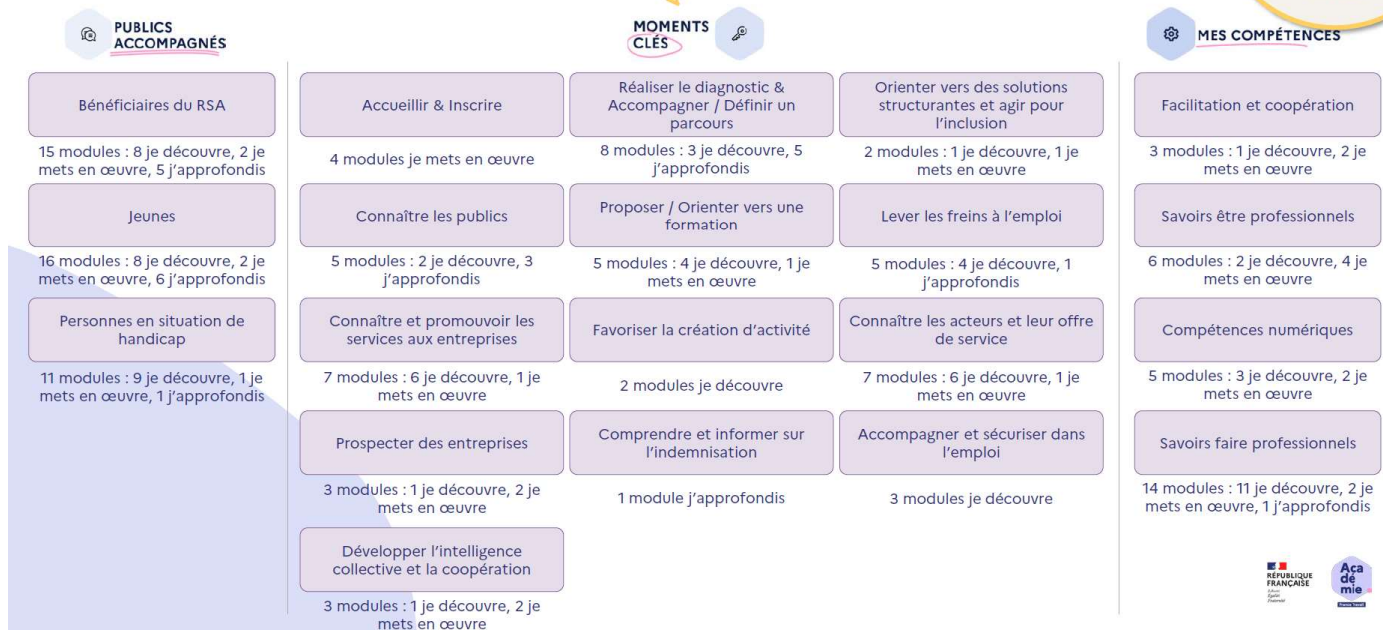 PUBLICS
ACCOMPAGNÉS
Bénéficiaires du RSA
15 modules : 8 je découvre, 2 je
mets en œuvre, 5 j'approfondis
Jeunes
16 modules : 8 je découvre, 2 je
mets en œuvre, 6 j'approfondis
Personnes en situation de
handicap
11 modules : 9 je découvre, 1 je
mets en œuvre, 1 j'approfondis
MOMENTS
CLÉS
Accueillir & Inscrire
4 modules je mets en œuvre
Connaître les publics
5 modules : 2 je découvre, 3
j'approfondis
Connaître et promouvoir les
services aux entreprises
7 modules : 6 je découvre, 1 je
mets en œuvre
Prospecter des entreprises
3 modules : 1 je découvre, 2 je
mets en œuvre
Développer l'intelligence
collective et la coopération
3 modules : 1 je découvre, 2 je
mets en œuvre
Réaliser le diagnostic &
Accompagner / Définir un
parcours
8 modules : 3 je découvre, 5
j'approfondis
Proposer / Orienter vers une
formation
5 modules : 4 je découvre, 1 je
mets en œuvre
Favoriser la création d'activité
2 modules je découvre
Comprendre et informer sur
l'indemnisation
1 module j'approfondis
Orienter vers des solutions
structurantes et agir pour
l'inclusion
2 modules : 1 je découvre, 1 je
mets en œuvre
Lever les freins à l'emploi
5 modules : 4 je découvre, 1
j'approfondis
Connaître les acteurs et leur offre
de service
7 modules : 6 je découvre, 1 je
mets en œuvre
Accompagner et sécuriser dans
l'emploi
3 modules je découvre
MES COMPÉTENCES
Facilitation et coopération
3 modules : 1 je découvre, 2 je
mets en œuvre
Savoirs être professionnels
6 modules : 2 je découvre, 4 je
mets en œuvre
Compétences numériques
5 modules : 3 je découvre, 2 je
mets en œuvre
Savoirs faire professionnels
14 modules : 11 je découvre, 2 je
mets en œuvre, 1 j'approfondis
RÉPUBLIQUE
FRANÇAISE
Liberté
Égalité
Fraternité
Aca
dé
mie
France Travail